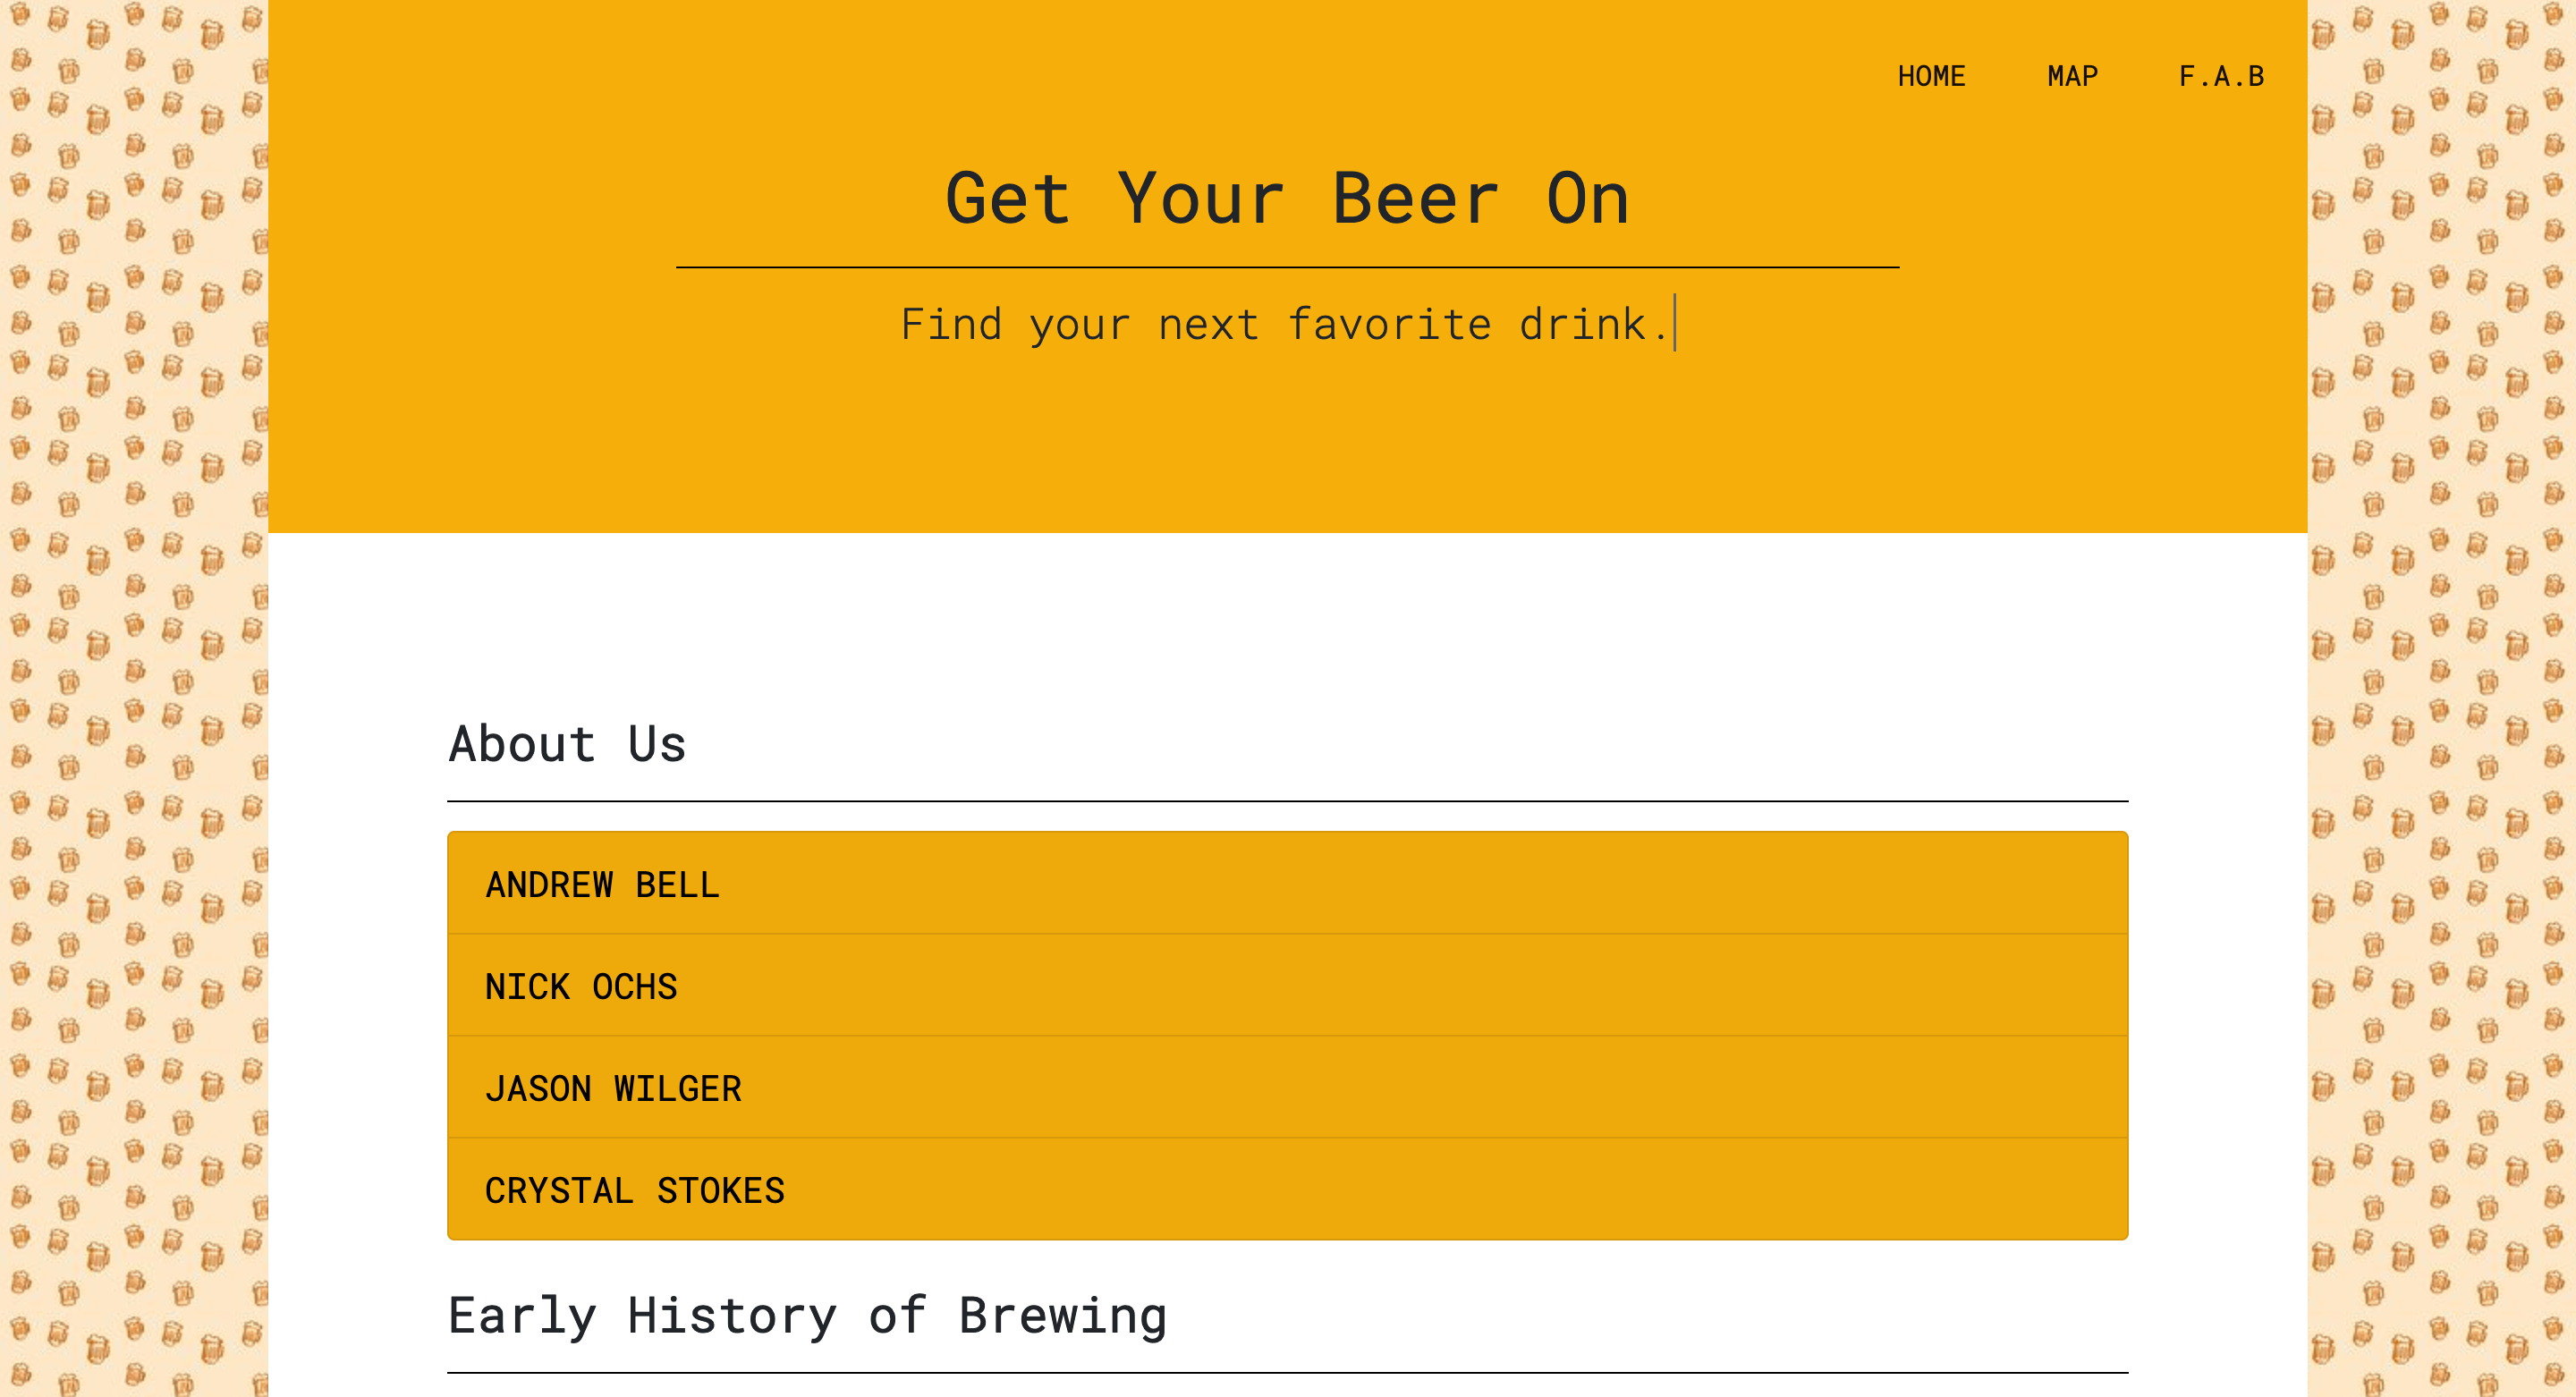 HOME MAP F.A.B
Get Your Beer On
Find your next favorite drink.
About Us
ANDREW BELL
NICK OCHS
JASON WILGER
CRYSTAL STOKES
Early History of Brewing